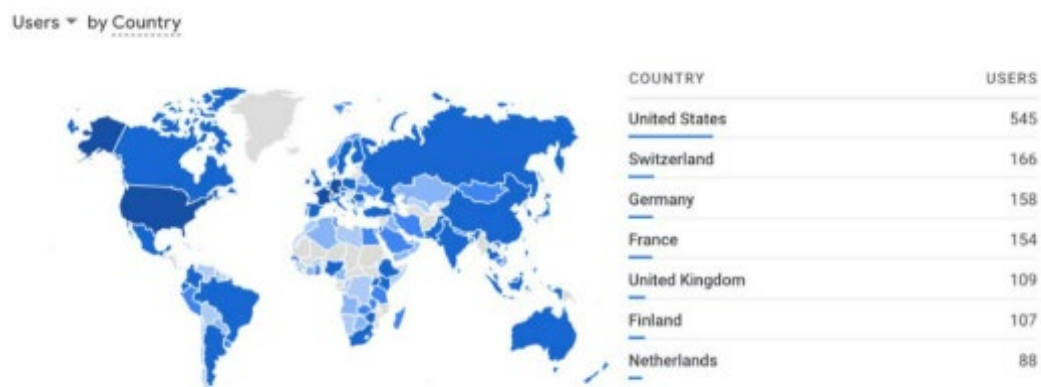 Users by Country
COUNTRY USERS
United States 545
Switzerland 166
Germany 158
France 154
United Kingdom 109
Finland 107
Netherlands 88